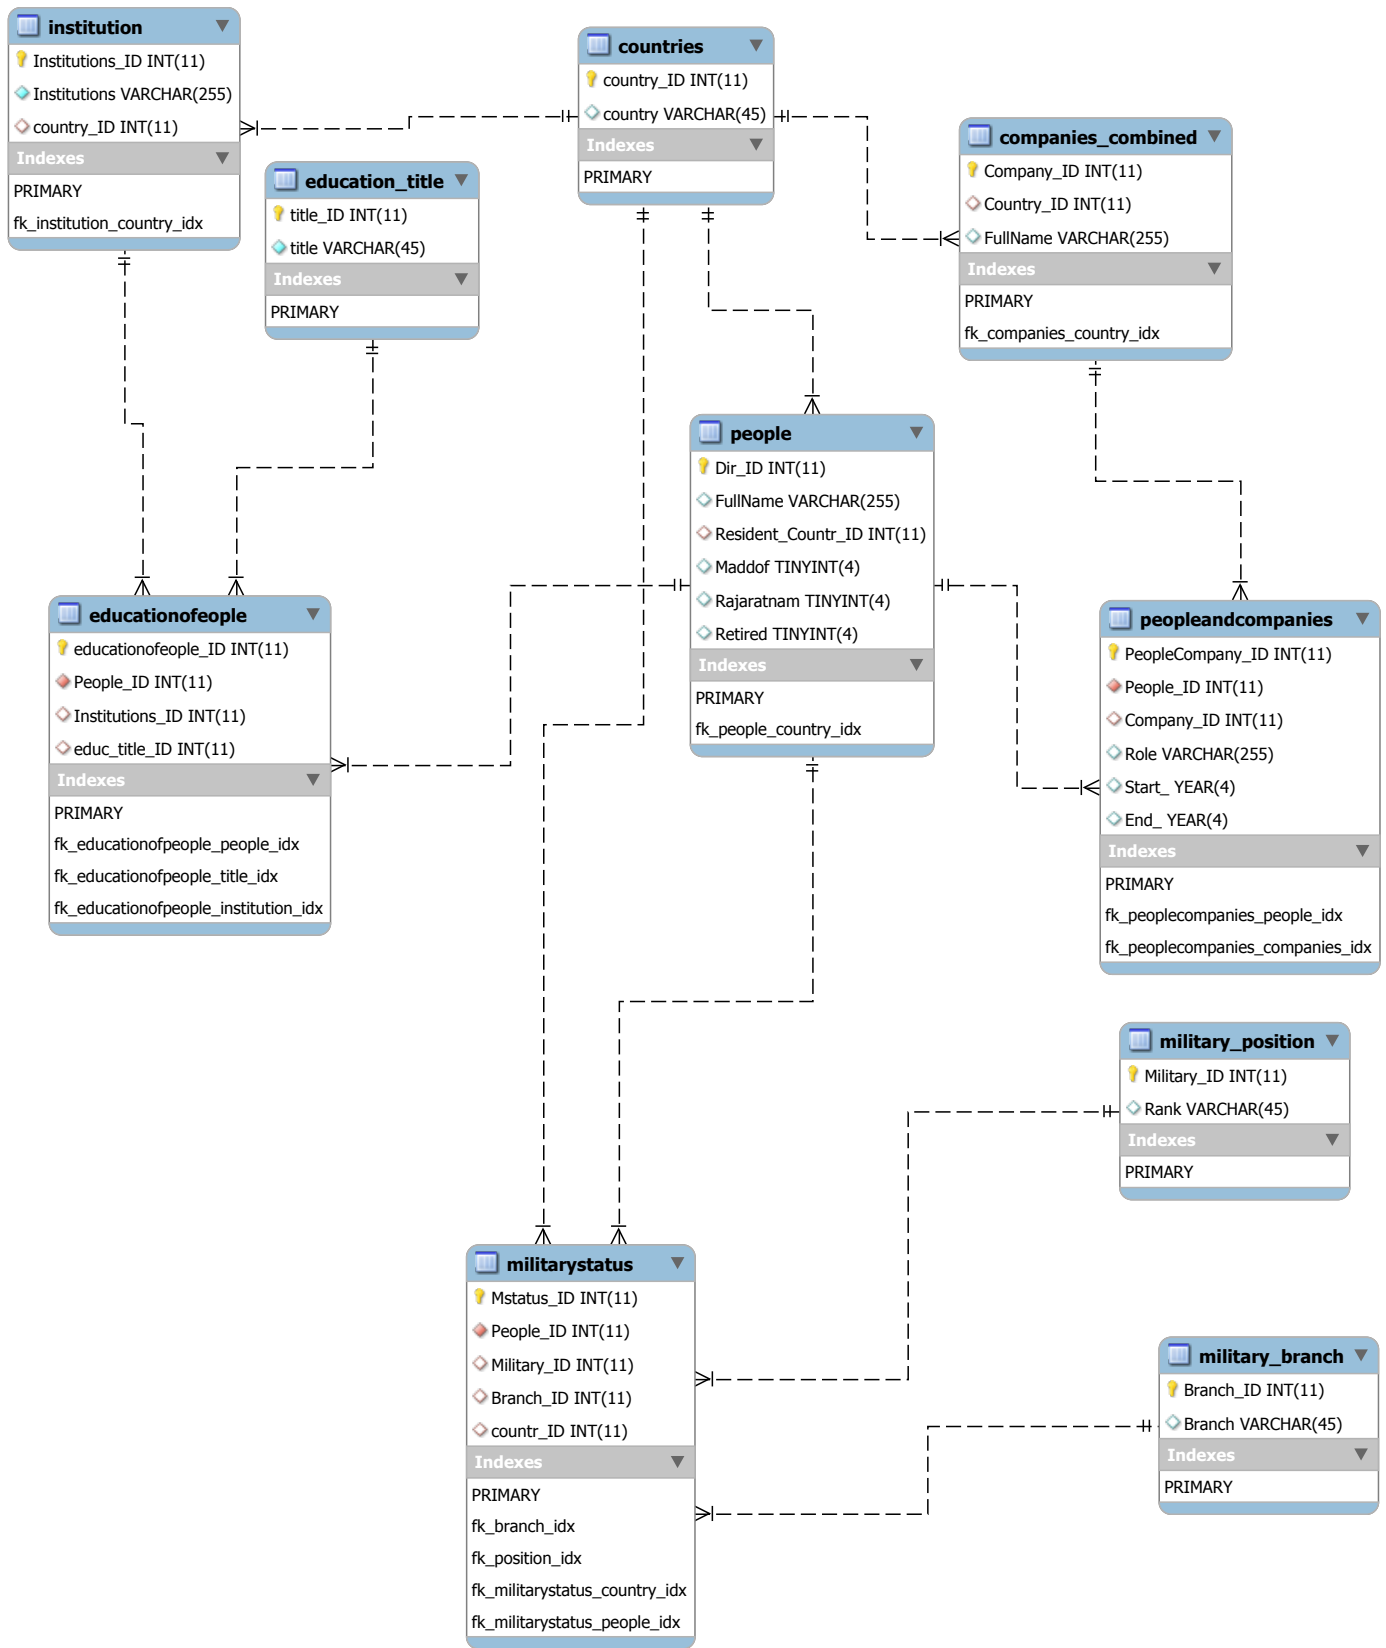 institution
Institutions_ID INT(11)
Institutions VARCHAR(255)
country_ID INT(11)
Indexes
PRIMARY
fk_institution_country_idx
countries
country_ID INT(11)
country VARCHAR(45)
Indexes
PRIMARY
companies_combined
Company_ID INT(11)
Country_ID INT(11)
FullName VARCHAR(255)
Indexes
PRIMARY
fk_companies_country_idx
education_title
title_ID INT(11)
title VARCHAR(45)
Indexes
PRIMARY
people
Dir_ID INT(11)
FullName VARCHAR(255)
Resident_Countr_ID INT(11)
Maddof TINYINT(4)
Rajaratnam TINYINT(4)
Retired TINYINT(4)
Indexes
PRIMARY
fk_people_country_idx
educationofeople
educationofeople_ID INT(11)
People_ID INT(11)
Institutions_ID INT(11)
educ_title_ID INT(11)
Indexes
PRIMARY
fk_educationofpeople_people_idx
fk_educationofpeople_title_idx
fk_educationofpeople_institution_idx
peopleandcompanies
PeopleCompany_ID INT(11)
People_ID INT(11)
Company_ID INT(11)
Role VARCHAR(255)
Start_ YEAR(4)
End_ YEAR(4)
Indexes
PRIMARY
fk_peoplecompanies_people_idx
fk_peoplecompanies_companies_idx
military_position
Military_ID INT(11)
Rank VARCHAR(45)
Indexes
PRIMARY
militarystatus
Mstatus_ID INT(11)
People_ID INT(11)
Military_ID INT(11)
Branch_ID INT(11)
countr_ID INT(11)
Indexes
PRIMARY
fk_branch_idx
fk_position_idx
fk_militarystatus_country_idx
fk_militarystatus_people_idx
military_branch
Branch_ID INT(11)
Branch VARCHAR(45)
Indexes
PRIMARY